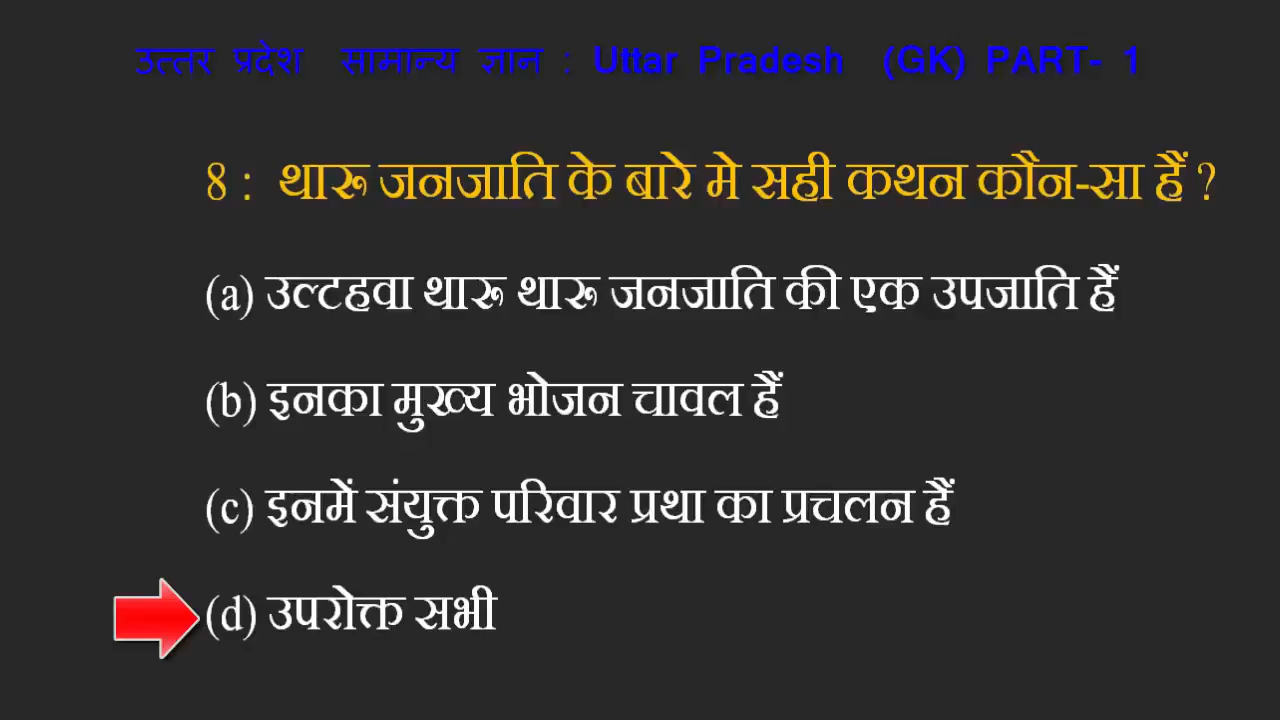 उत्तर प्रदेश सामान्य ज्ञान : Uttar Pradesh (GK) PART- 1
8 : थारू जनजाति के बारे मे सही कथन कौन-सा हैं ?
(a) उल्टहवा थारू थारू जनजाति की एक उपजाति हैं
(b) इनका मुख्य भोजन चावल हैं
(c) इनमें संयुक्त परिवार प्रथा का प्रचलन हैं
(d) उपरोक्त सभी